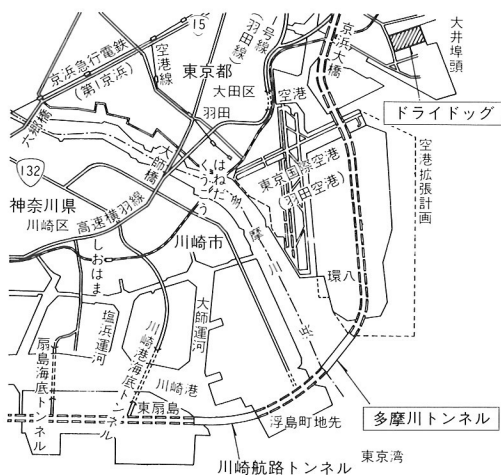 15
1号線
(羽田線)
京浜大橋
大井埠頭
ドライドック
京浜急行電鉄
(第1京浜)
空港線
東京都
大田区
羽田
空港
六郷橋
大師橋
はねだくうこう
東京国際空港
(羽田空港)
空港拡張計画
132
神奈川県
川崎区
高速横羽線
しおはま
川崎市
多摩川
環八
京浜
塩浜運河
大師運河
川崎港海底トンネル
川崎港
扇島海底トンネル
東扇島
浮島町地先
多摩川トンネル
東京湾
川崎航路トンネル